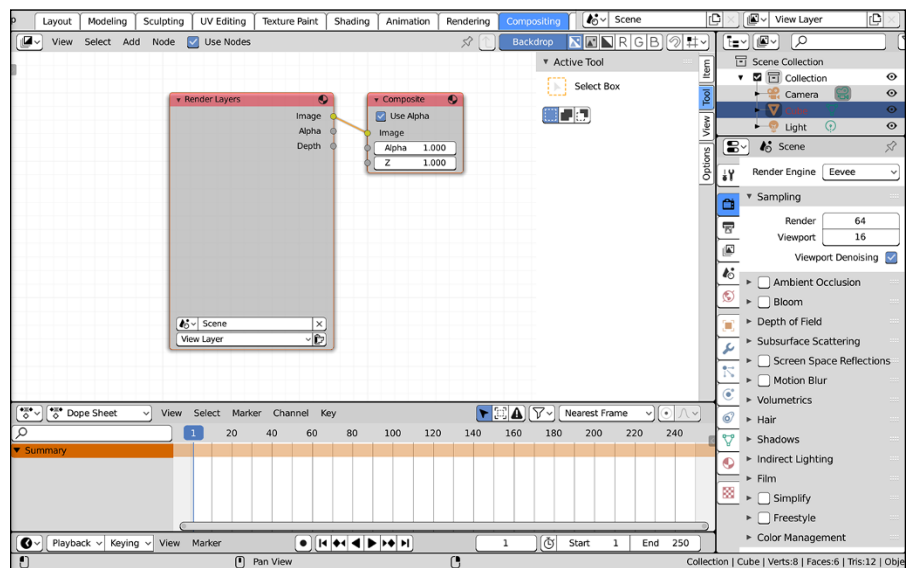 Layout Modeling Sculpting UV Editing Texture Paint Shading Animation Rendering Compositing Scene View Layer
View Select Add Node Use Nodes Backdrop R G B
Active Tool
Select Box
Item
Tool
View
Options
Render Layers
Image
Alpha
Depth
Scene
View Layer
Composite
Use Alpha
Image
Alpha 1.000
Z 1.000
Scene Collection
Collection
Camera
Light
Scene
Render Engine Eevee
Sampling
Render 64
Viewport 16
Viewport Denoising
Ambient Occlusion
Bloom
Depth of Field
Subsurface Scattering
Screen Space Reflections
Motion Blur
Volumetrics
Hair
Shadows
Indirect Lighting
Film
Simplify
Freestyle
Color Management
Dope Sheet View Select Marker Channel Key Nearest Frame
1 20 40 60 80 100 120 140 160 180 200 220 240
Summary
Playback Keying View Marker 1 Start 1 End 250
Pan View
Collection | Cube | Verts:8 | Faces:6 | Tris:12 | Obje